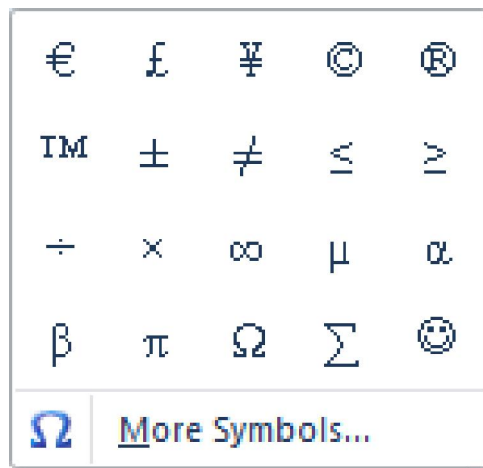 € £ ¥ © ®
™ ± ≠ ≤ ≥
÷ × ∞ µ α
β π Ω ∑ ☺
Ω More Symbols...